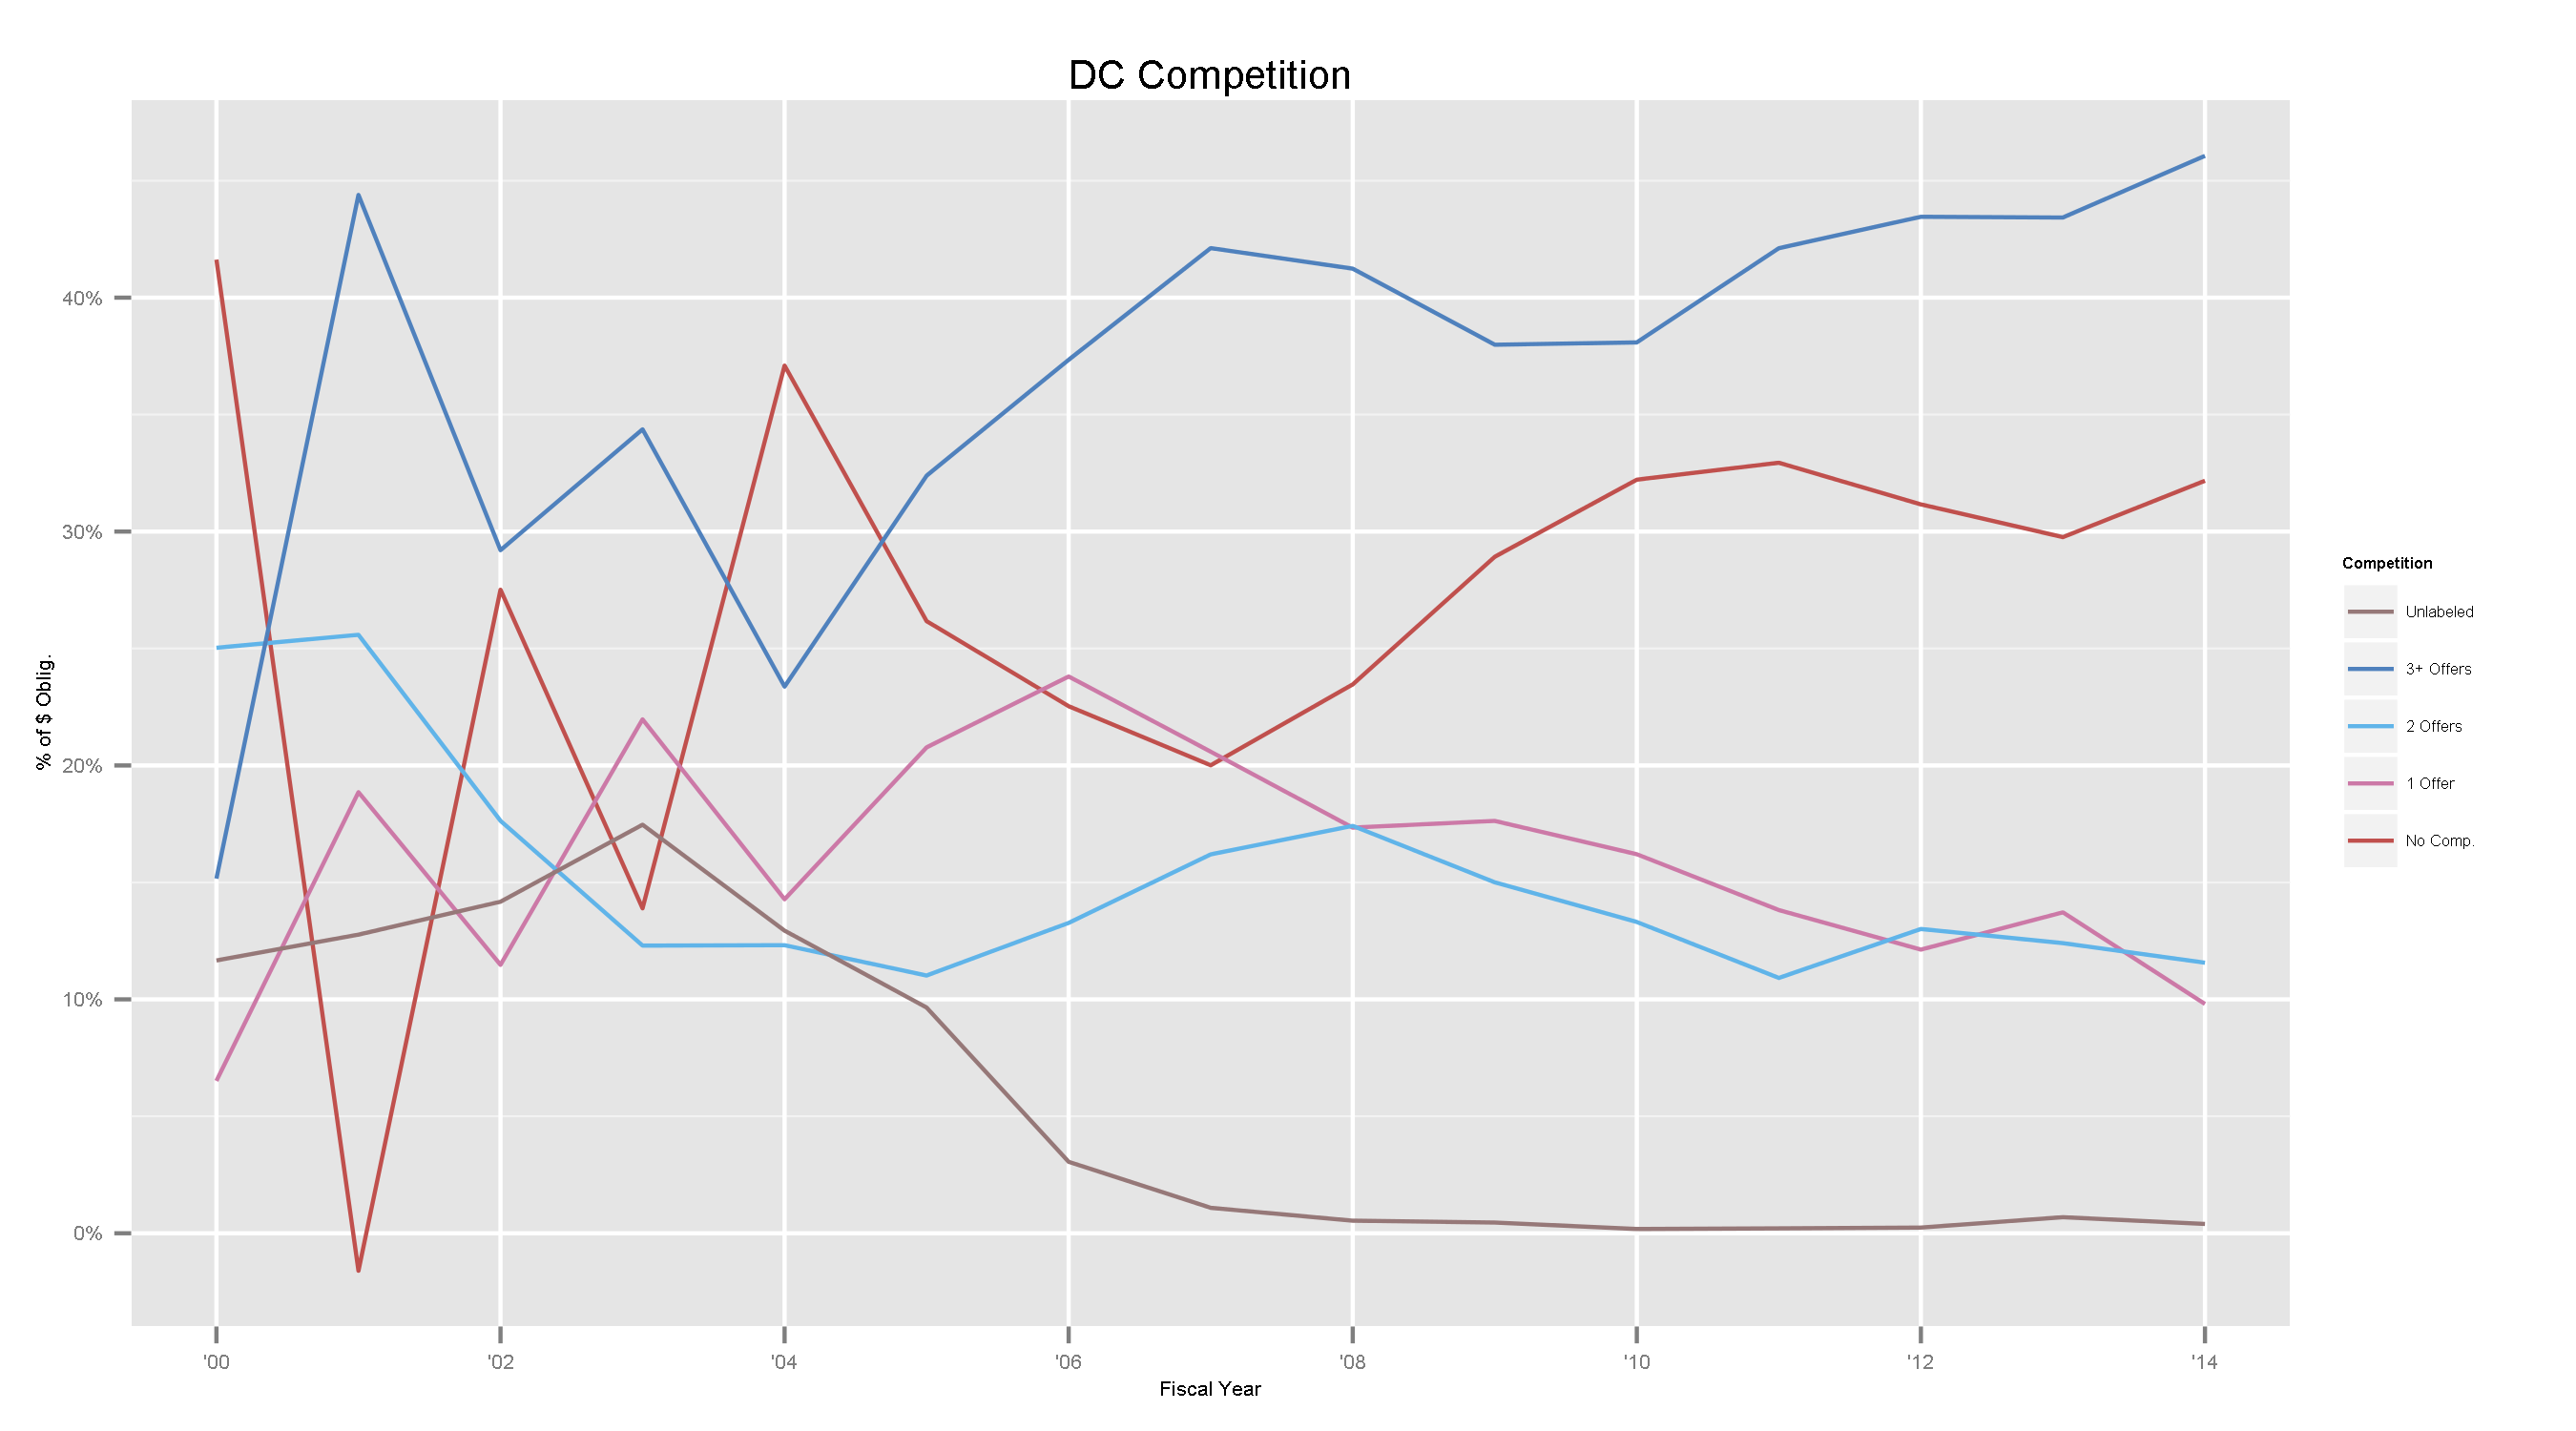 DC Competition
% of $ Oblig.
40%
30%
20%
10%
0%
'00
'02
'04
'06
'08
'10
'12
'14
Fiscal Year
Competition
Unlabeled
3+ Offers
2 Offers
1 Offer
No Comp.